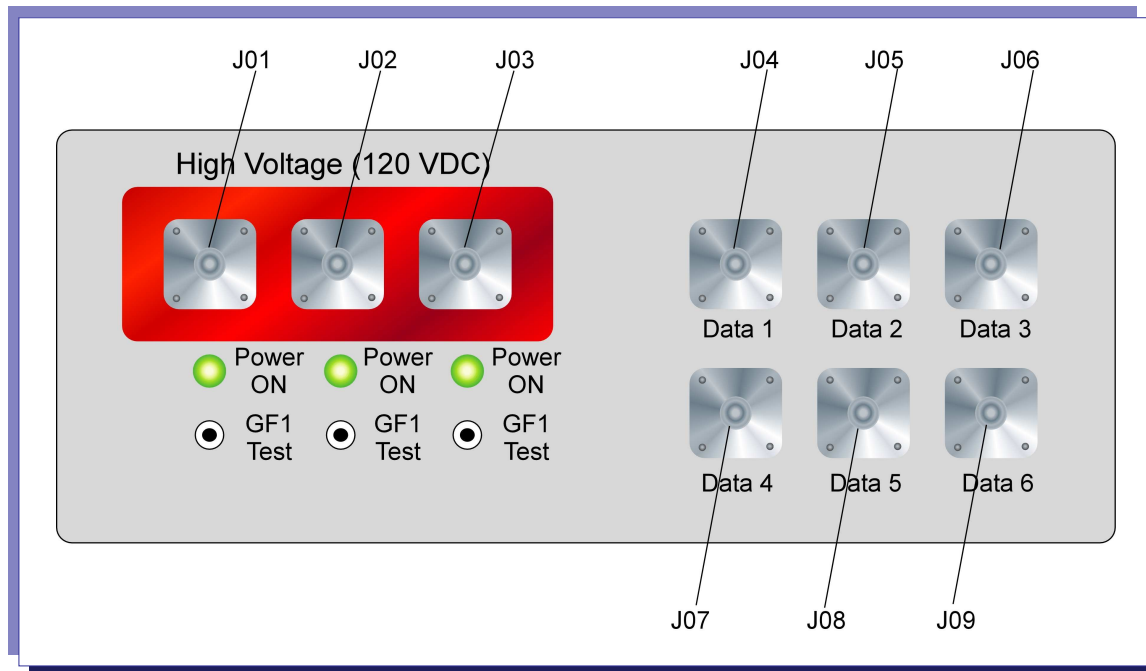 J01 J02 J03 J04 J05 J06
High Voltage (120 VDC)
Data 1 Data 2 Data 3
Power ON Power ON Power ON
GF1 Test GF1 Test GF1 Test
Data 4 Data 5 Data 6
J07 J08 J09